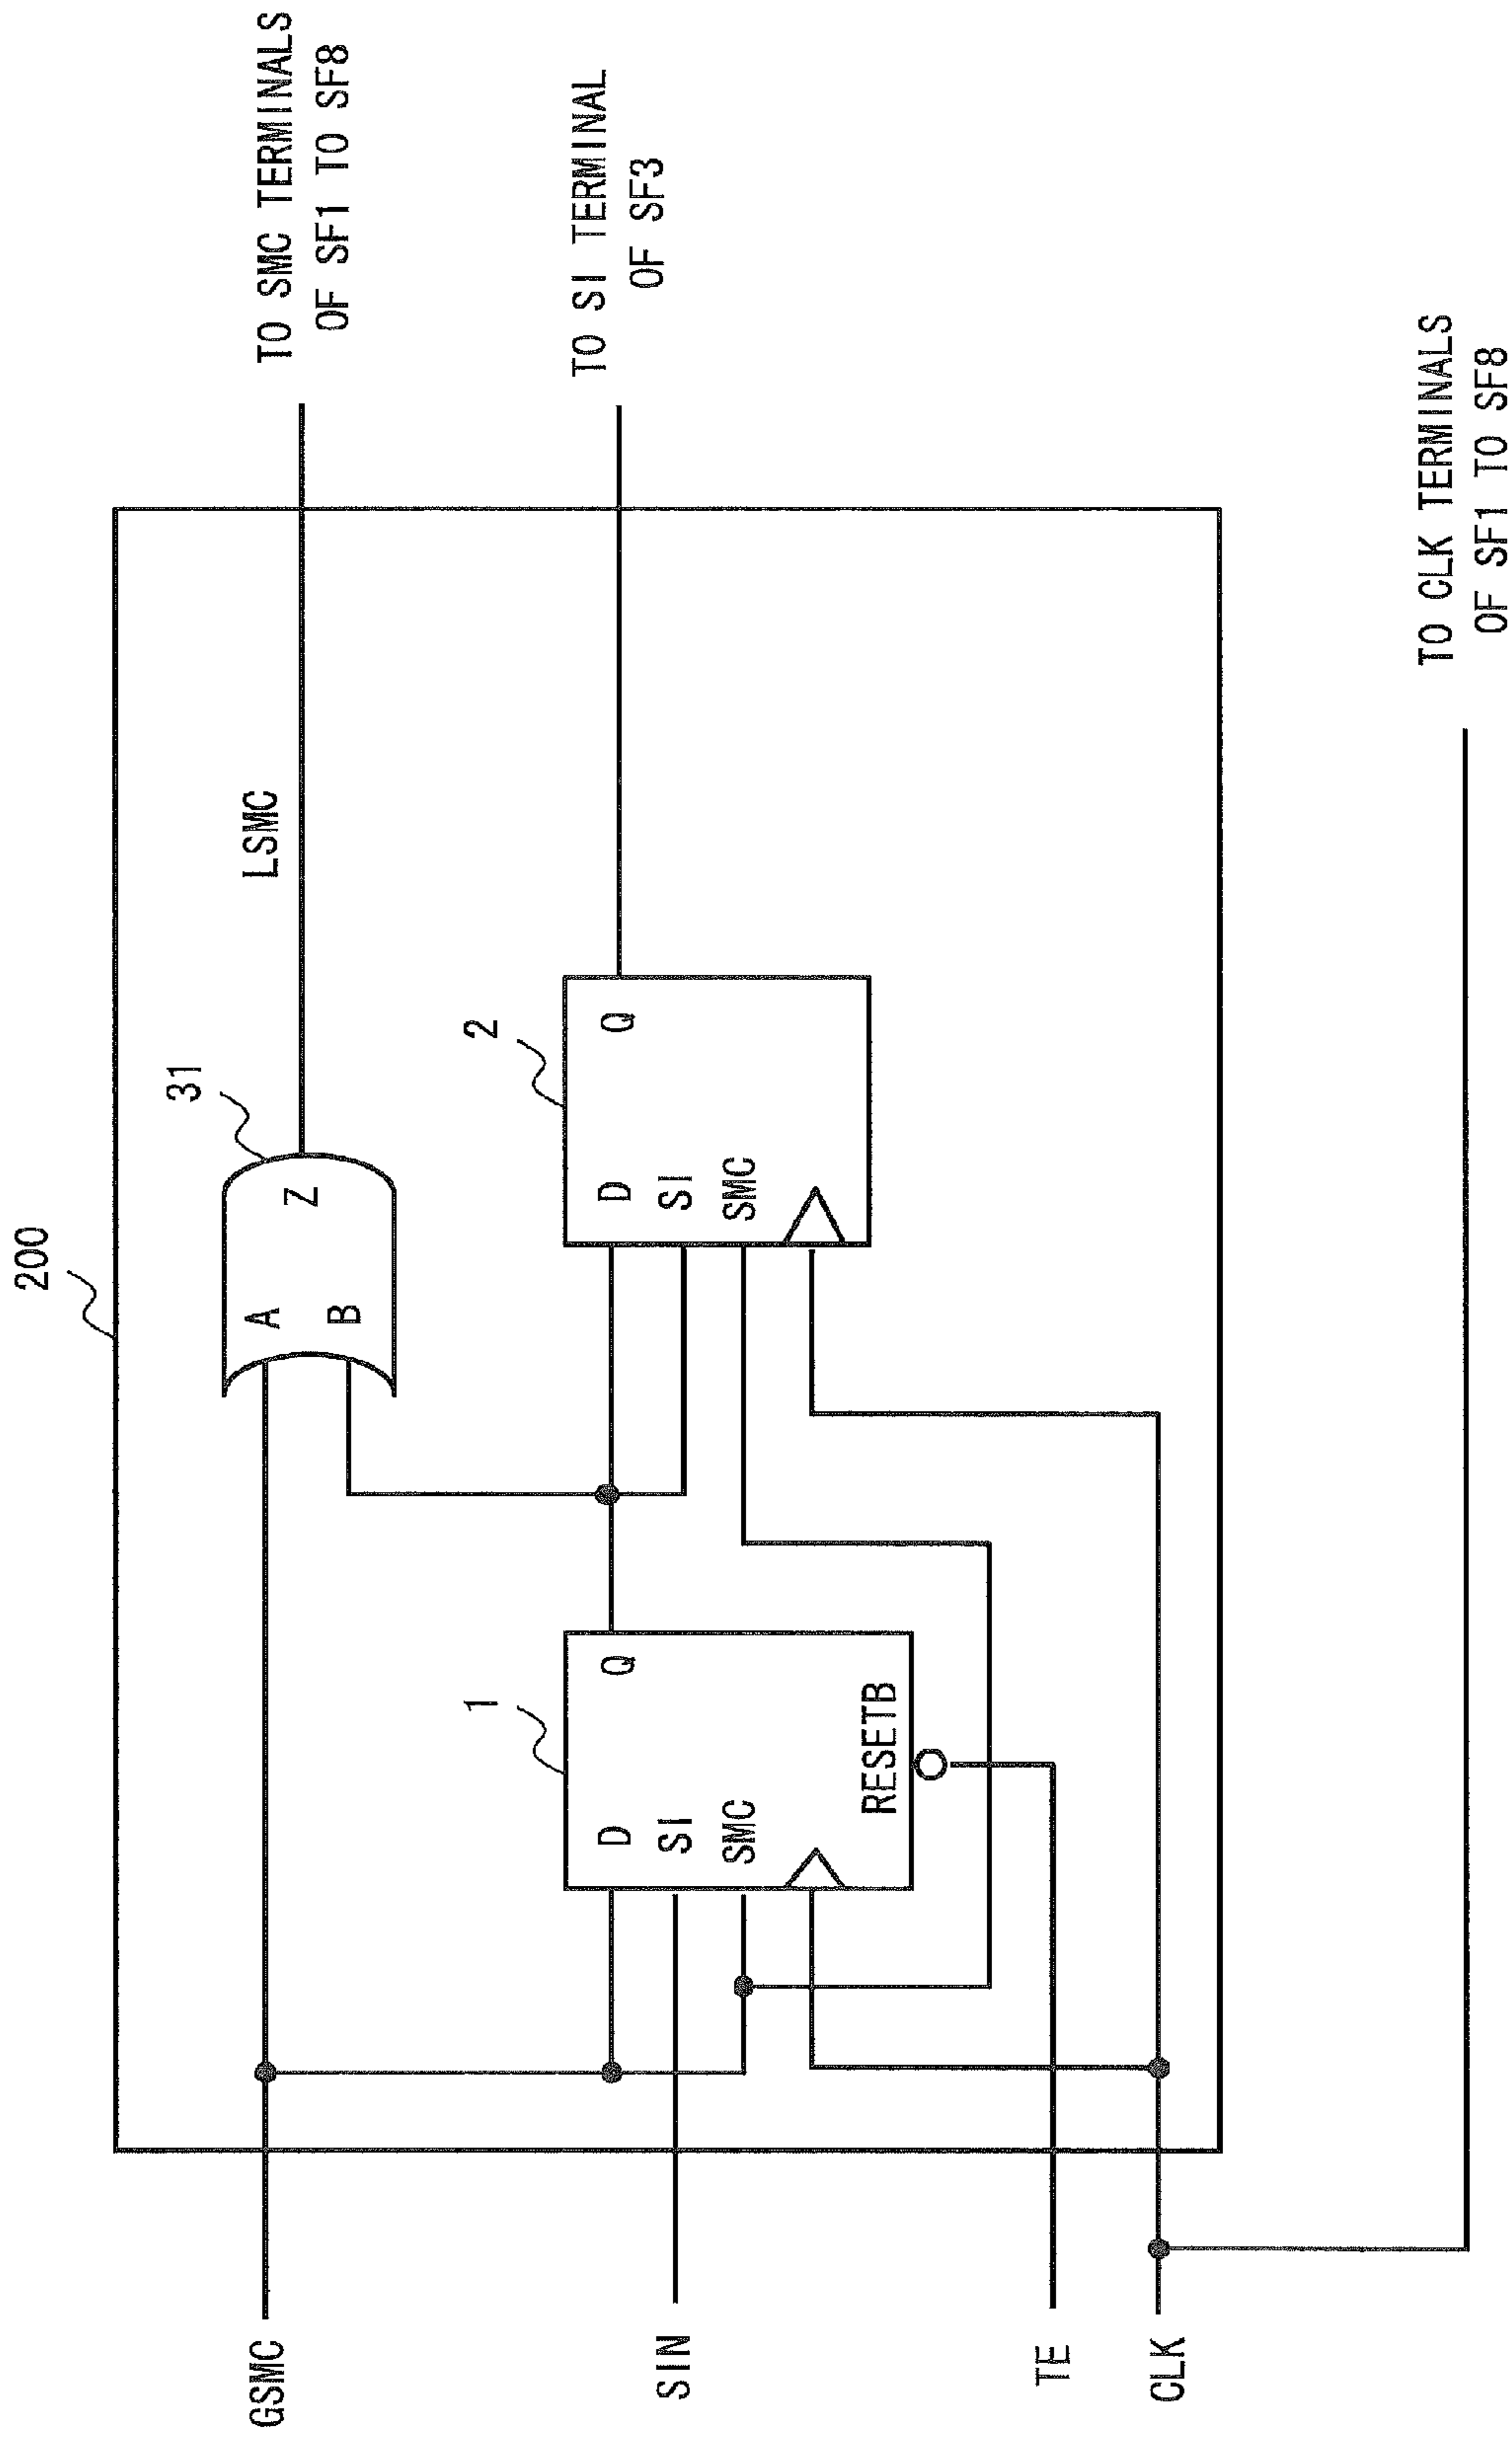 200
31
A
B
Z
LSMC
TO SMC TERMINALS
OF SF1 TO SF8
GSMC
1
D
SI
SMC
Q
RESETB
2
D
SI
SMC
Q
TO SI TERMINAL
OF SF3
SIN
TE
CLK
TO CLK TERMINALS
OF SF1 TO SF8